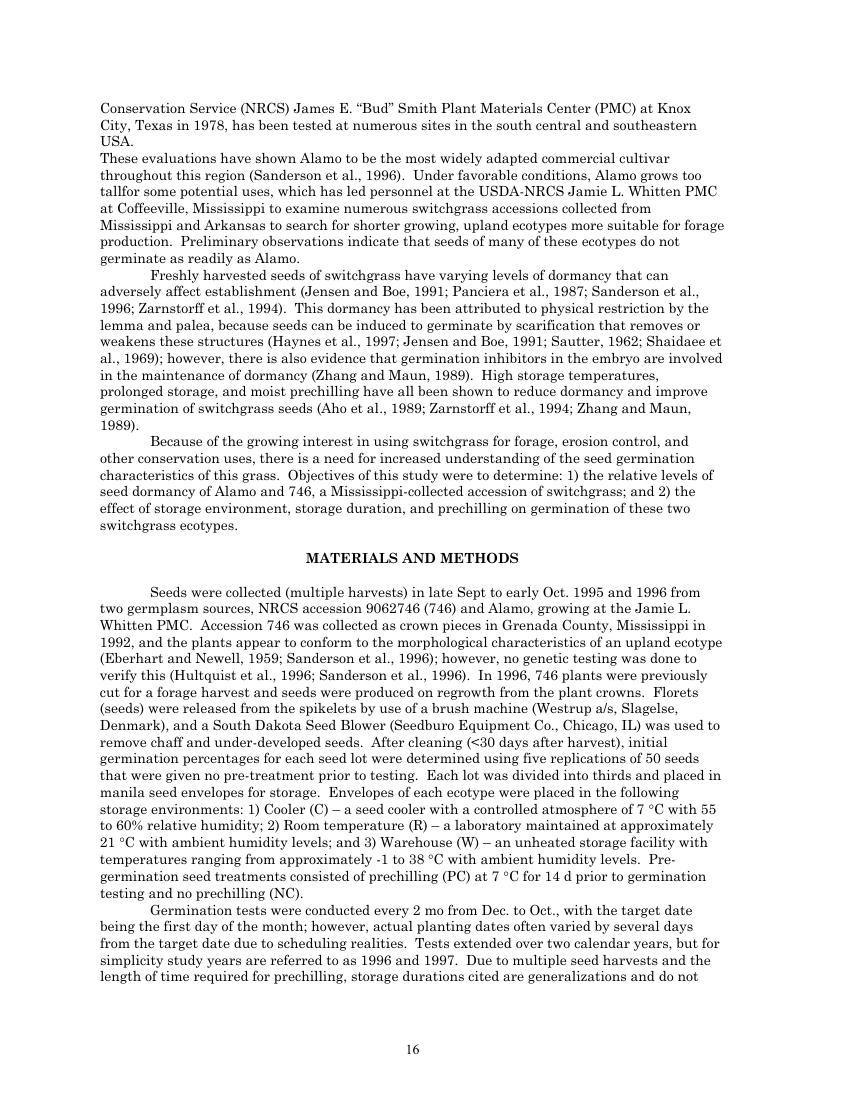 Conservation Service (NRCS) James E. “Bud” Smith Plant Materials Center (PMC) at Knox
City, Texas in 1978, has been tested at numerous sites in the south central and southeastern
USA.
These evaluations have shown Alamo to be the most widely adapted commercial cultivar
throughout this region (Sanderson et al., 1996).  Under favorable conditions, Alamo grows too
tallfor some potential uses, which has led personnel at the USDA-NRCS Jamie L. Whitten PMC
at Coffeeville, Mississippi to examine numerous switchgrass accessions collected from
Mississippi and Arkansas to search for shorter growing, upland ecotypes more suitable for forage
production.  Preliminary observations indicate that seeds of many of these ecotypes do not
germinate as readily as Alamo.
Freshly harvested seeds of switchgrass have varying levels of dormancy that can
adversely affect establishment (Jensen and Boe, 1991; Panciera et al., 1987; Sanderson et al.,
1996; Zarnstorff et al., 1994).  This dormancy has been attributed to physical restriction by the
lemma and palea, because seeds can be induced to germinate by scarification that removes or
weakens these structures (Haynes et al., 1997; Jensen and Boe, 1991; Sautter, 1962; Shaidaee et
al., 1969); however, there is also evidence that germination inhibitors in the embryo are involved
in the maintenance of dormancy (Zhang and Maun, 1989).  High storage temperatures,
prolonged storage, and moist prechilling have all been shown to reduce dormancy and improve
germination of switchgrass seeds (Aho et al., 1989; Zarnstorff et al., 1994; Zhang and Maun,
1989).
Because of the growing interest in using switchgrass for forage, erosion control, and
other conservation uses, there is a need for increased understanding of the seed germination
characteristics of this grass.  Objectives of this study were to determine: 1) the relative levels of
seed dormancy of Alamo and 746, a Mississippi-collected accession of switchgrass; and 2) the
effect of storage environment, storage duration, and prechilling on germination of these two
switchgrass ecotypes.
MATERIALS AND METHODS
Seeds were collected (multiple harvests) in late Sept to early Oct. 1995 and 1996 from
two germplasm sources, NRCS accession 9062746 (746) and Alamo, growing at the Jamie L.
Whitten PMC.  Accession 746 was collected as crown pieces in Grenada County, Mississippi in
1992, and the plants appear to conform to the morphological characteristics of an upland ecotype
(Eberhart and Newell, 1959; Sanderson et al., 1996); however, no genetic testing was done to
verify this (Hultquist et al., 1996; Sanderson et al., 1996).  In 1996, 746 plants were previously
cut for a forage harvest and seeds were produced on regrowth from the plant crowns.  Florets
(seeds) were released from the spikelets by use of a brush machine (Westrup a/s, Slagelse,
Denmark), and a South Dakota Seed Blower (Seedburo Equipment Co., Chicago, IL) was used to
remove chaff and under-developed seeds.  After cleaning (<30 days after harvest), initial
germination percentages for each seed lot were determined using five replications of 50 seeds
that were given no pre-treatment prior to testing.  Each lot was divided into thirds and placed in
manila seed envelopes for storage.  Envelopes of each ecotype were placed in the following
storage environments: 1) Cooler (C) – a seed cooler with a controlled atmosphere of 7 °C with 55
to 60% relative humidity; 2) Room temperature (R) – a laboratory maintained at approximately
21 °C with ambient humidity levels; and 3) Warehouse (W) – an unheated storage facility with
temperatures ranging from approximately -1 to 38 °C with ambient humidity levels.  Pre-
germination seed treatments consisted of prechilling (PC) at 7 °C for 14 d prior to germination
testing and no prechilling (NC).
Germination tests were conducted every 2 mo from Dec. to Oct., with the target date
being the first day of the month; however, actual planting dates often varied by several days
from the target date due to scheduling realities.  Tests extended over two calendar years, but for
simplicity study years are referred to as 1996 and 1997.  Due to multiple seed harvests and the
length of time required for prechilling, storage durations cited are generalizations and do not
16